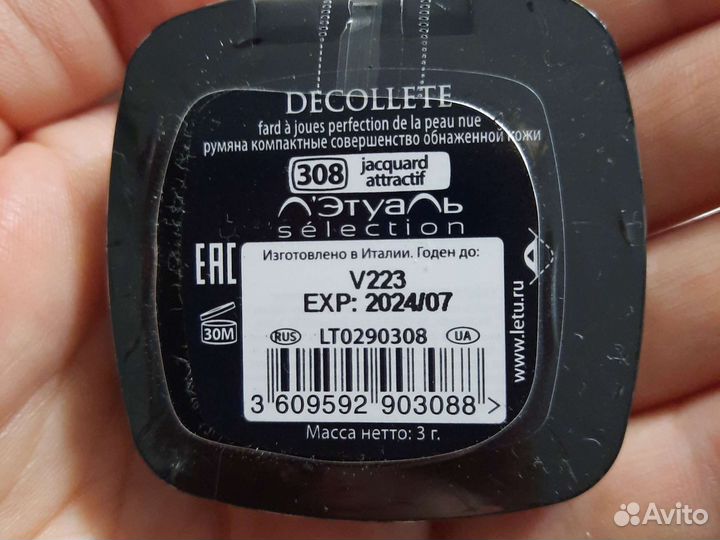 DECOLLETE
fard à joues perfection de la peau nue
румяна компактные совершенство обнаженной кожи
308 jacquard attractif
Л'Этуаль
sélection
EAC
Изготовлено в Италии. Годен до:
V223
EXP: 2024/07
30M
RUS LT0290308 UA
3 609592 903088 >
Масса нетто: 3 г.
www.letu.ru
Avito